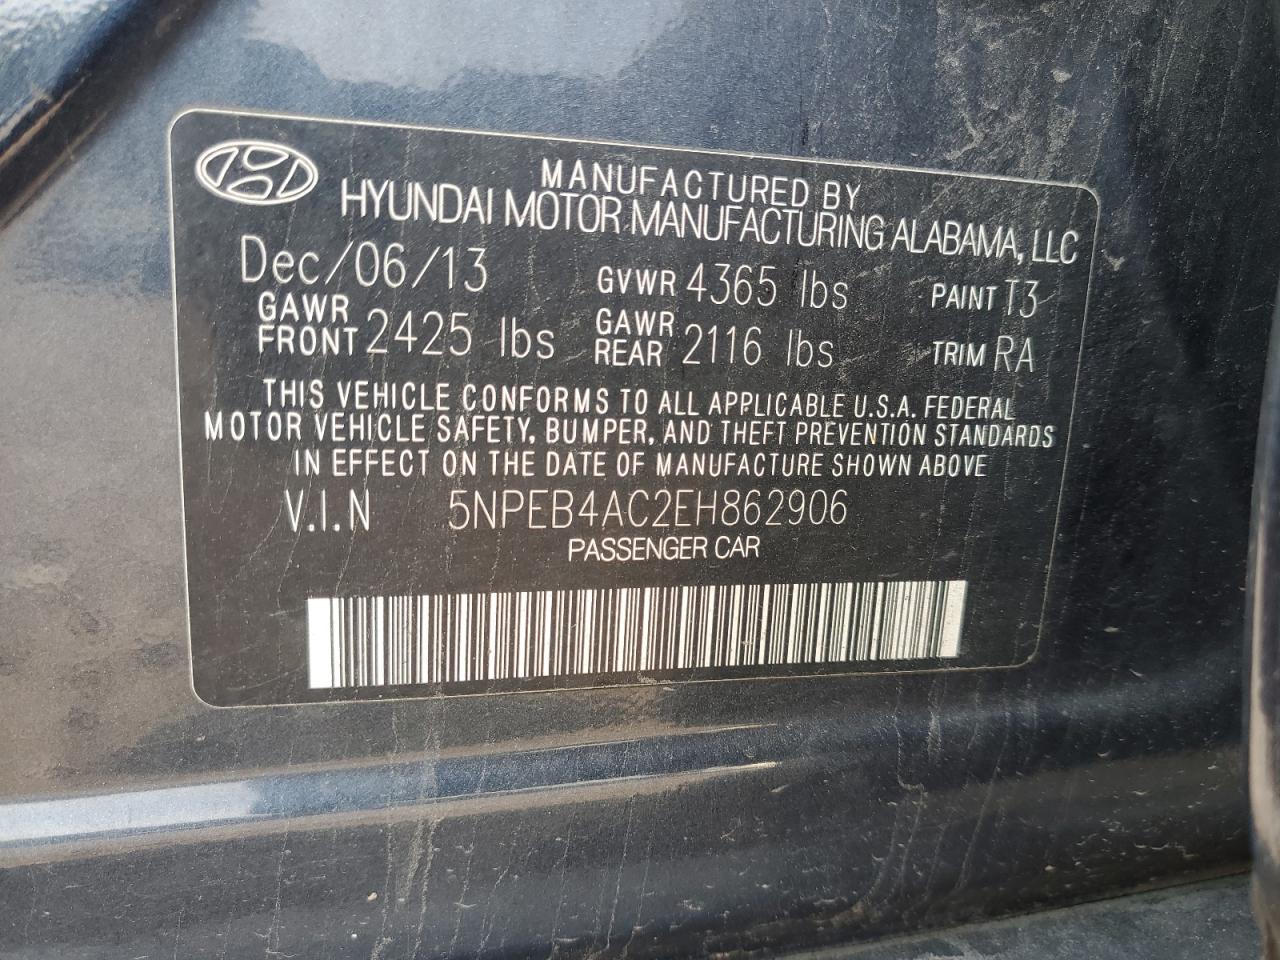 MANUFACTURED BY
HYUNDAI MOTOR MANUFACTURING ALABAMA, LLC
Dec/06/13 GVWR 4365 lbs PAINT T3
GAWR FRONT 2425 lbs GAWR REAR 2116 lbs TRIM RA
THIS VEHICLE CONFORMS TO ALL APPLICABLE U.S.A. FEDERAL
MOTOR VEHICLE SAFETY, BUMPER, AND THEFT PREVENTION STANDARDS
IN EFFECT ON THE DATE OF MANUFACTURE SHOWN ABOVE
V.I.N 5NPEB4AC2EH862906
PASSENGER CAR